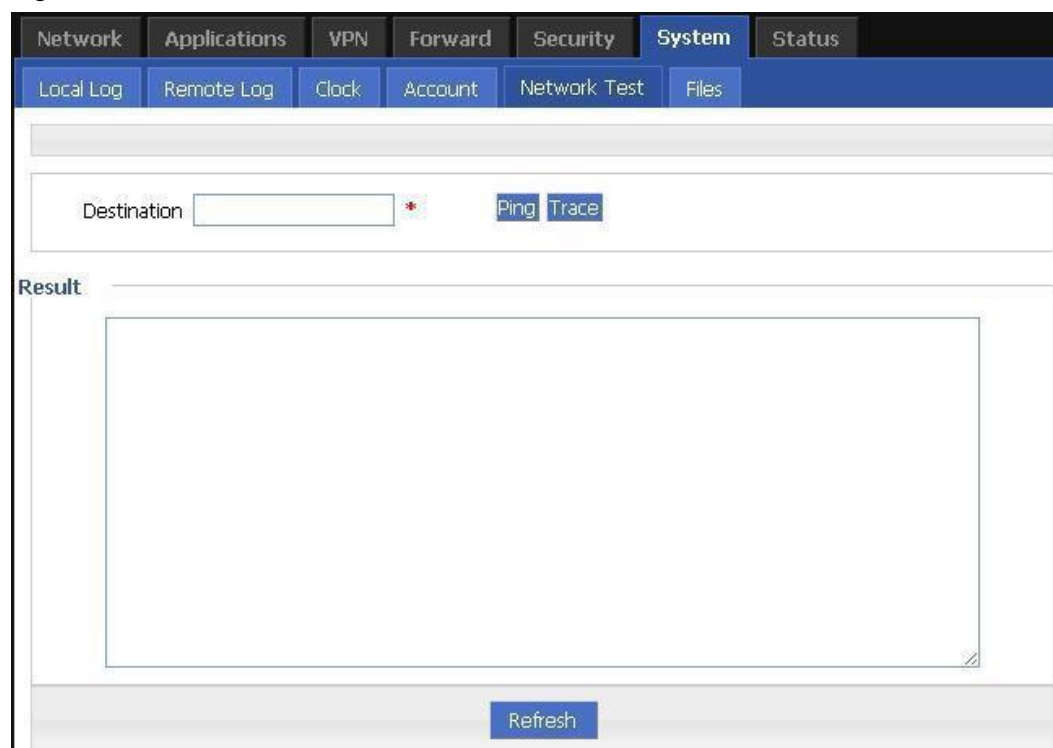 Network Applications VPN Forward Security System Status
Local Log Remote Log Clock Account Network Test Files
Destination * Ping Trace
Result
Refresh